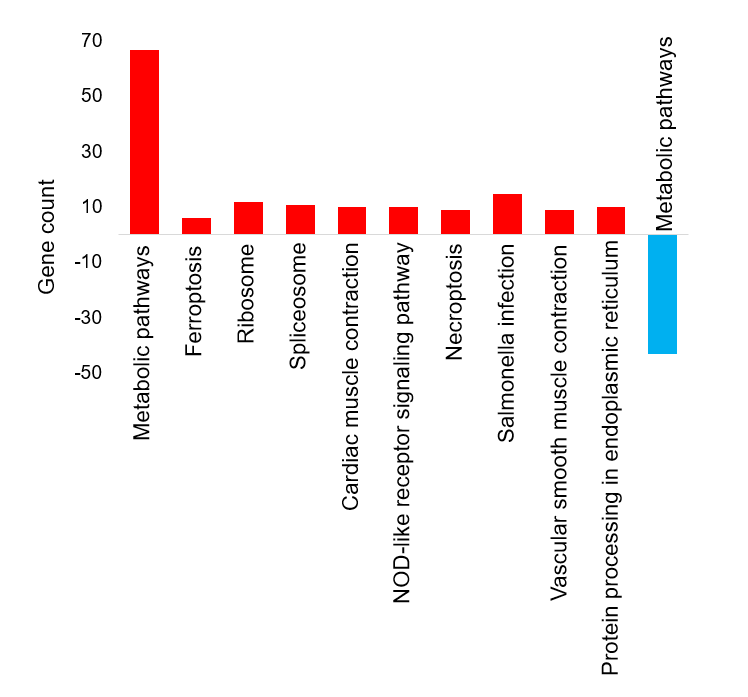 70
50
30
10
-10
-30
-50
Gene count
Metabolic pathways
Ferroptosis
Ribosome
Spliceosome
Cardiac muscle contraction
NOD-like receptor signaling pathway
Necroptosis
Salmonella infection
Vascular smooth muscle contraction
Protein processing in endoplasmic reticulum
Metabolic pathways